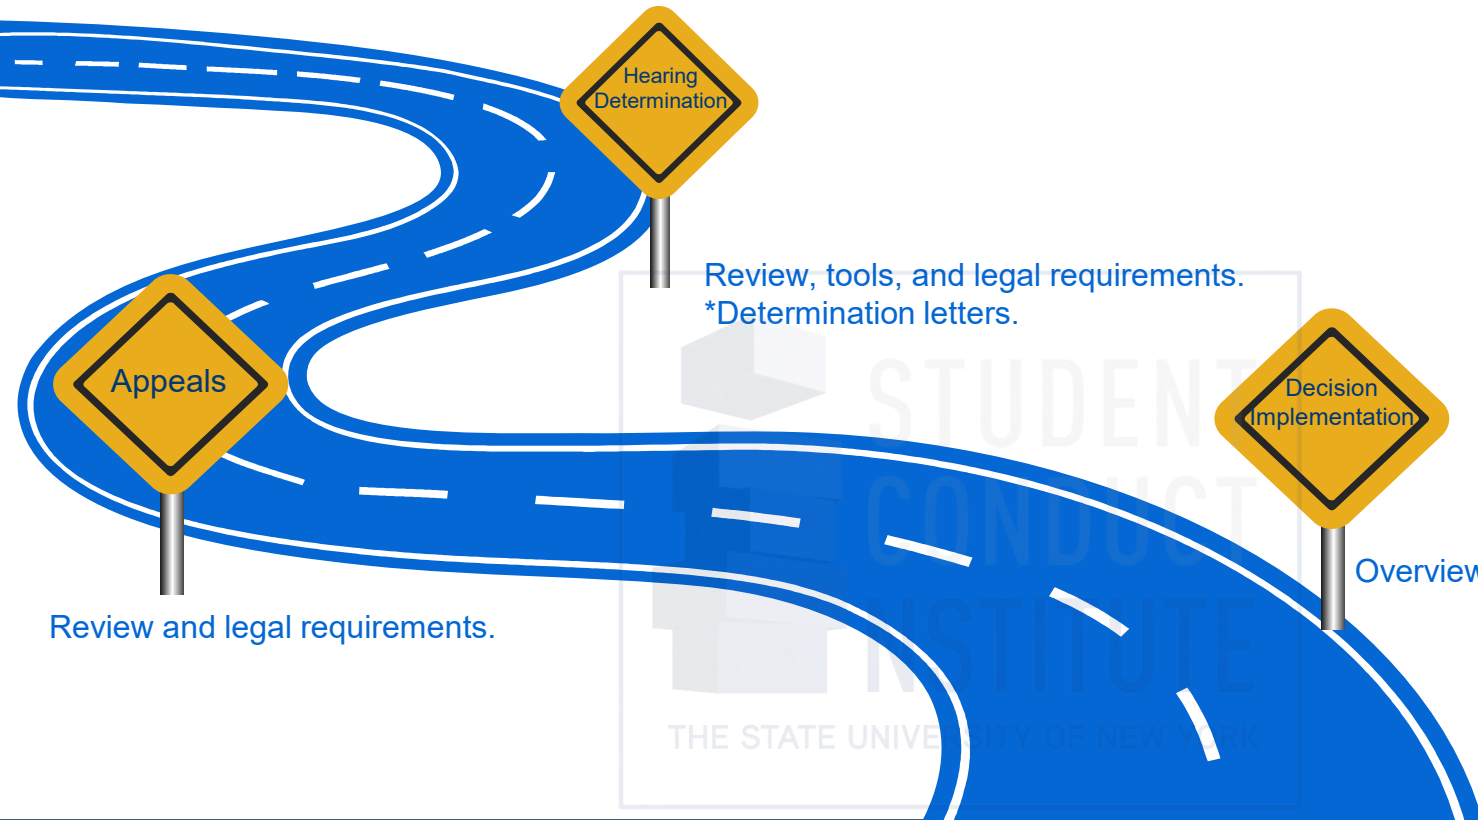 Hearing
Determination
Review, tools, and legal requirements.
*Determination letters.
Appeals
Review and legal requirements.
Decision
Implementation
Overview
STUDENT
CONDUCT
INSTITUTE
THE STATE UNIVERSITY OF NEW YORK